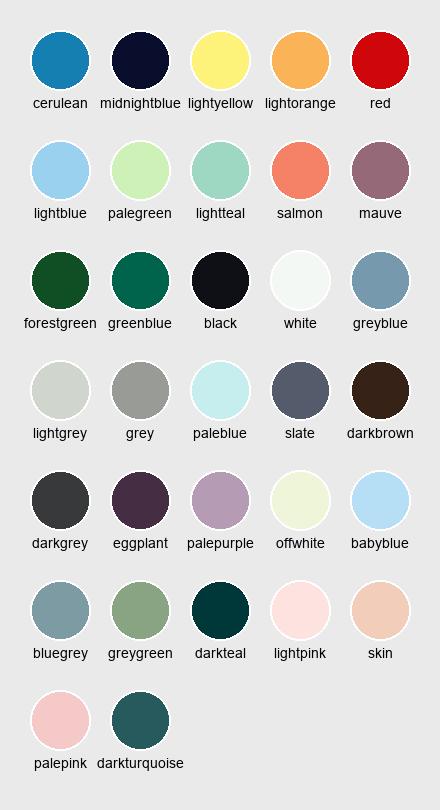 cerulean midnightblue lightyellow lightorange red
lightblue palegreen lightteal salmon mauve
forestgreen greenblue black white greyblue
lightgrey grey paleblue slate darkbrown
darkgrey eggplant palepurple offwhite babyblue
bluegrey greygreen darkteal lightpink skin
palepink darkturquoise